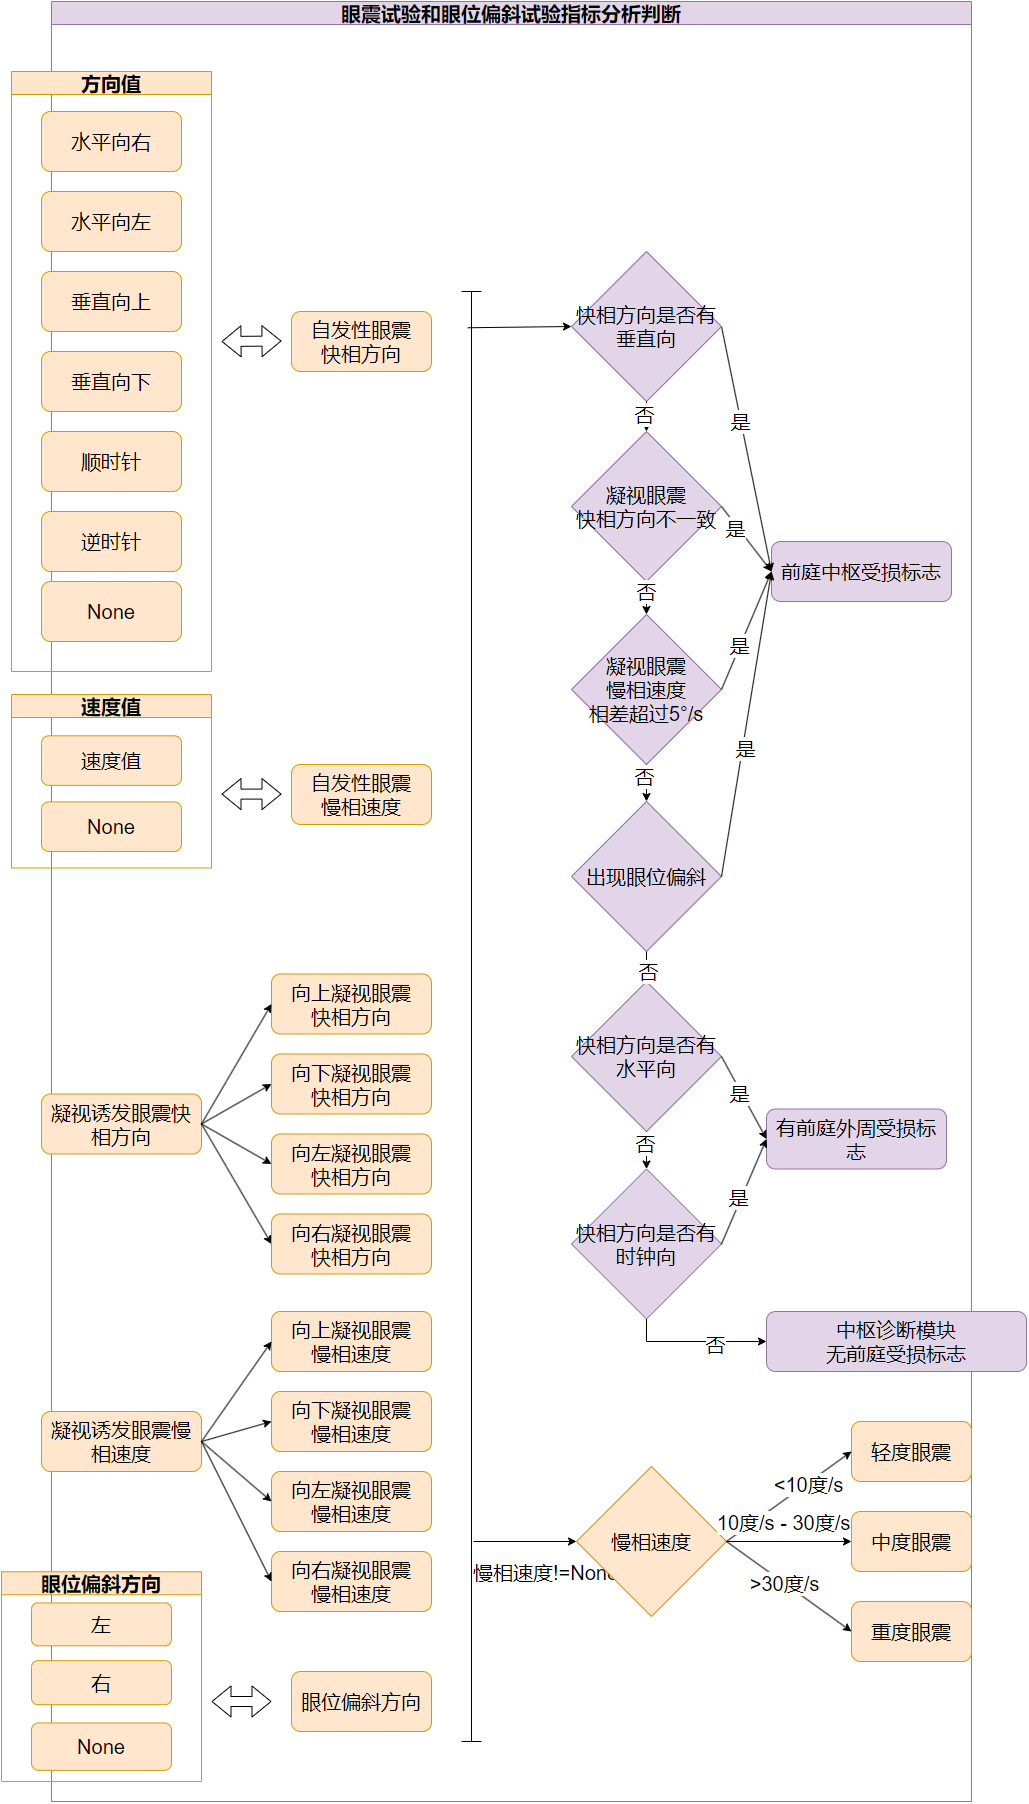 眼震试验和眼位偏斜试验指标分析判断
方向值
水平向右
水平向左
垂直向上
垂直向下
顺时针
逆时针
None
自发性眼震
快相方向
速度值
速度值
None
自发性眼震
慢相速度
凝视诱发眼震快
相方向
向上凝视眼震
快相方向
向下凝视眼震
快相方向
向左凝视眼震
快相方向
向右凝视眼震
快相方向
凝视诱发眼震慢
相速度
向上凝视眼震
慢相速度
向下凝视眼震
慢相速度
向左凝视眼震
慢相速度
向右凝视眼震
慢相速度
眼位偏斜方向
左
右
None
眼位偏斜方向
快相方向是否有
垂直向
是
否
凝视眼震
快相方向不一致
是
否
前庭中枢受损标志
凝视眼震
慢相速度
相差超过5°/s
是
否
出现眼位偏斜
是
否
快相方向是否有
水平向
是
否
有前庭外周受损标
志
快相方向是否有
时钟向
是
否
中枢诊断模块
无前庭受损标志
慢相速度!=None
慢相速度
<10度/s
10度/s - 30度/s
>30度/s
轻度眼震
中度眼震
重度眼震